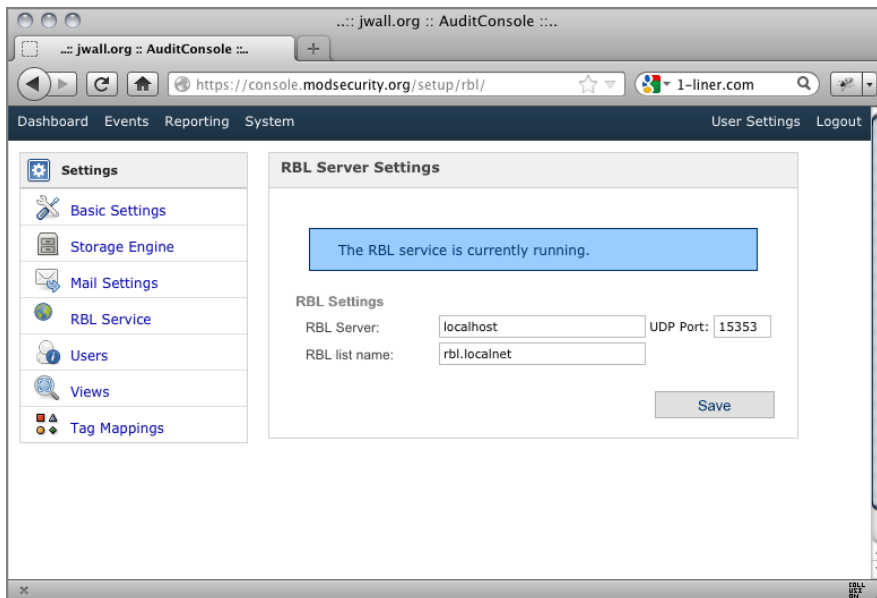 ..:: jwall.org :: AuditConsole ::..
..:: jwall.org :: AuditConsole ::..
https://console.modsecurity.org/setup/rbl/
1-liner.com
Dashboard Events Reporting System User Settings Logout
Settings
Basic Settings
Storage Engine
Mail Settings
RBL Service
Users
Views
Tag Mappings
RBL Server Settings
The RBL service is currently running.
RBL Settings
RBL Server: localhost UDP Port: 15353
RBL list name: rbl.localnet
Save
COLL
USI
ON